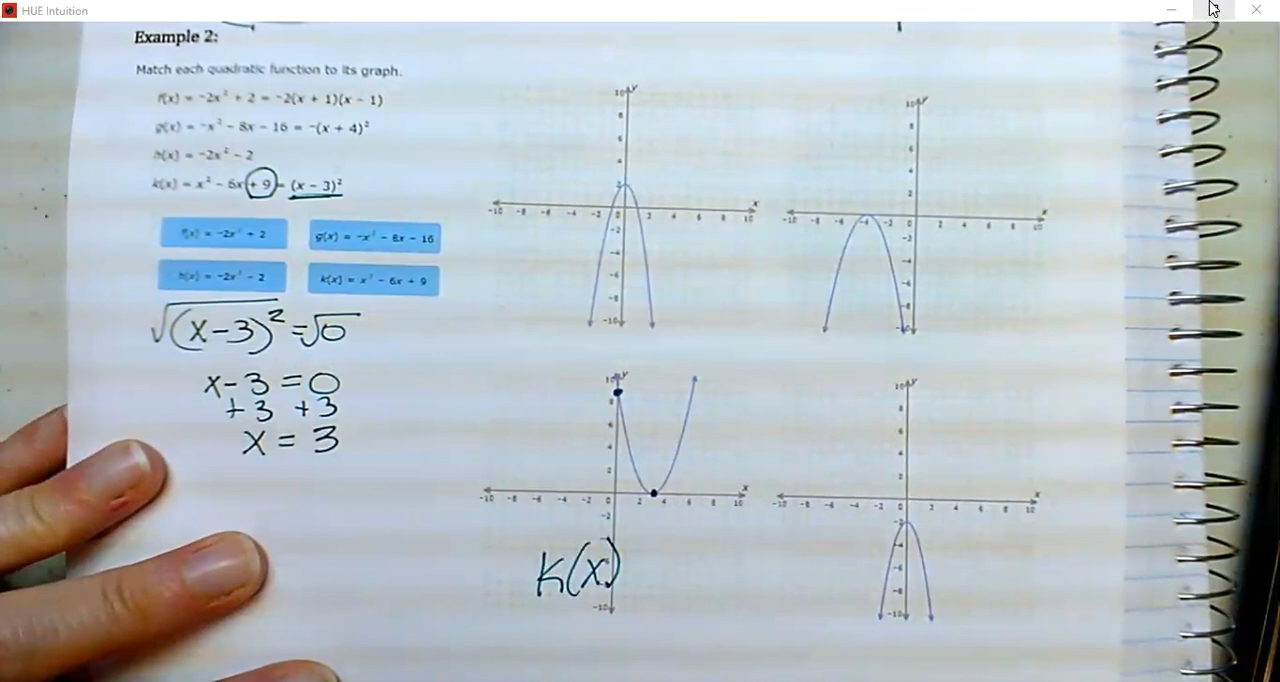 HUE Intuition
Example 2:
Match each quadratic function to its graph.
f(x) = -2x² + 2 = -2(x + 1)(x - 1)
g(x) = -x² - 8x - 16 = -(x + 4)²
h(x) = -2x² - 2
k(x) = x² - 6x + 9 = (x - 3)²
f(x) = -2x² + 2
g(x) = -x² - 8x - 16
h(x) = -2x² - 2
k(x) = x² - 6x + 9
√(x-3)² = √0
x-3 = 0
+3 +3
x = 3
k(x)